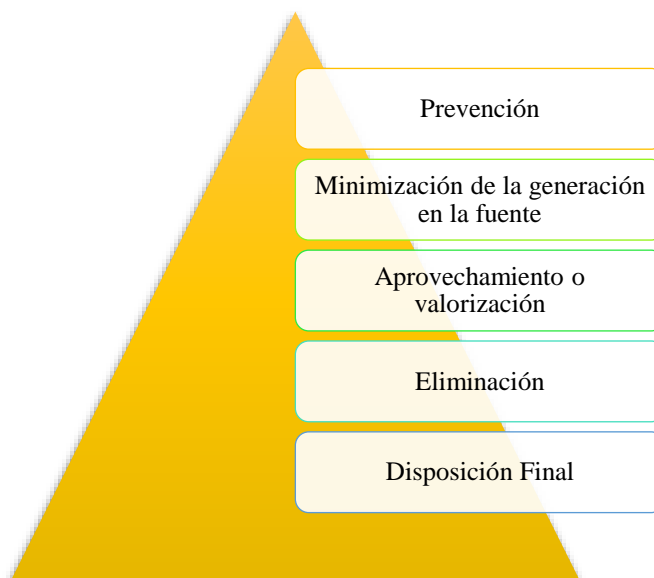 Prevención
Minimización de la generación
en la fuente
Aprovechamiento o
valorización
Eliminación
Disposición Final